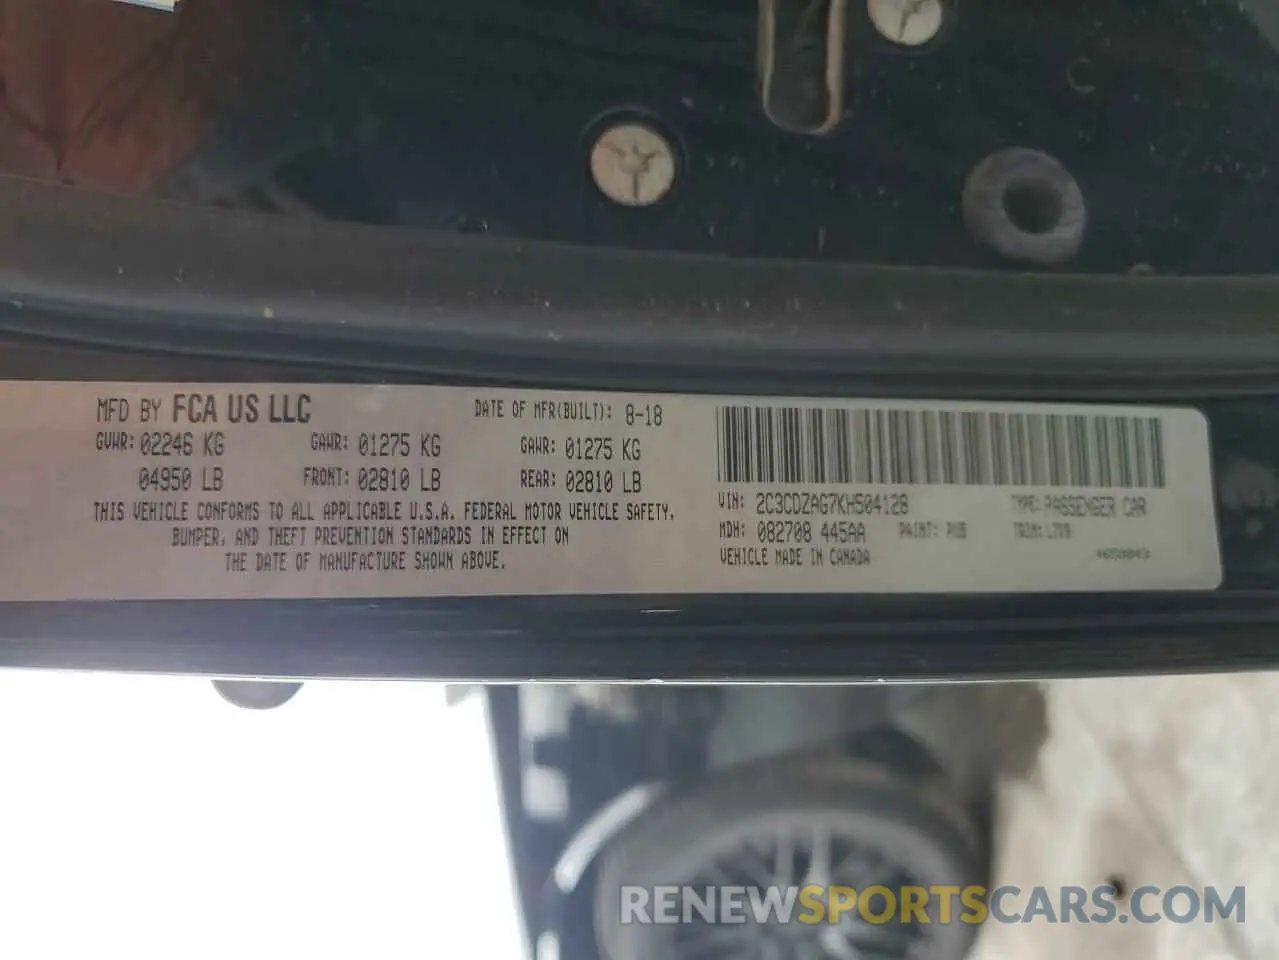 MFD BY FCA US LLC
DATE OF MFR(BUILT): 8-18
GVWR: 02246 KG GAWR: 01275 KG GAWR: 01275 KG
04950 LB FRONT: 02810 LB REAR: 02810 LB
THIS VEHICLE CONFORMS TO ALL APPLICABLE U.S.A. FEDERAL MOTOR VEHICLE SAFETY,
BUMPER, AND THEFT PREVENTION STANDARDS IN EFFECT ON
THE DATE OF MANUFACTURE SHOWN ABOVE.
VIN: 2C3CDZAG7KH504128 TYPE: PASSENGER CAR
MDH: 082708 445AA PAINT: TRIM:
VEHICLE MADE IN CANADA
RENEWSPORTSCARS.COM